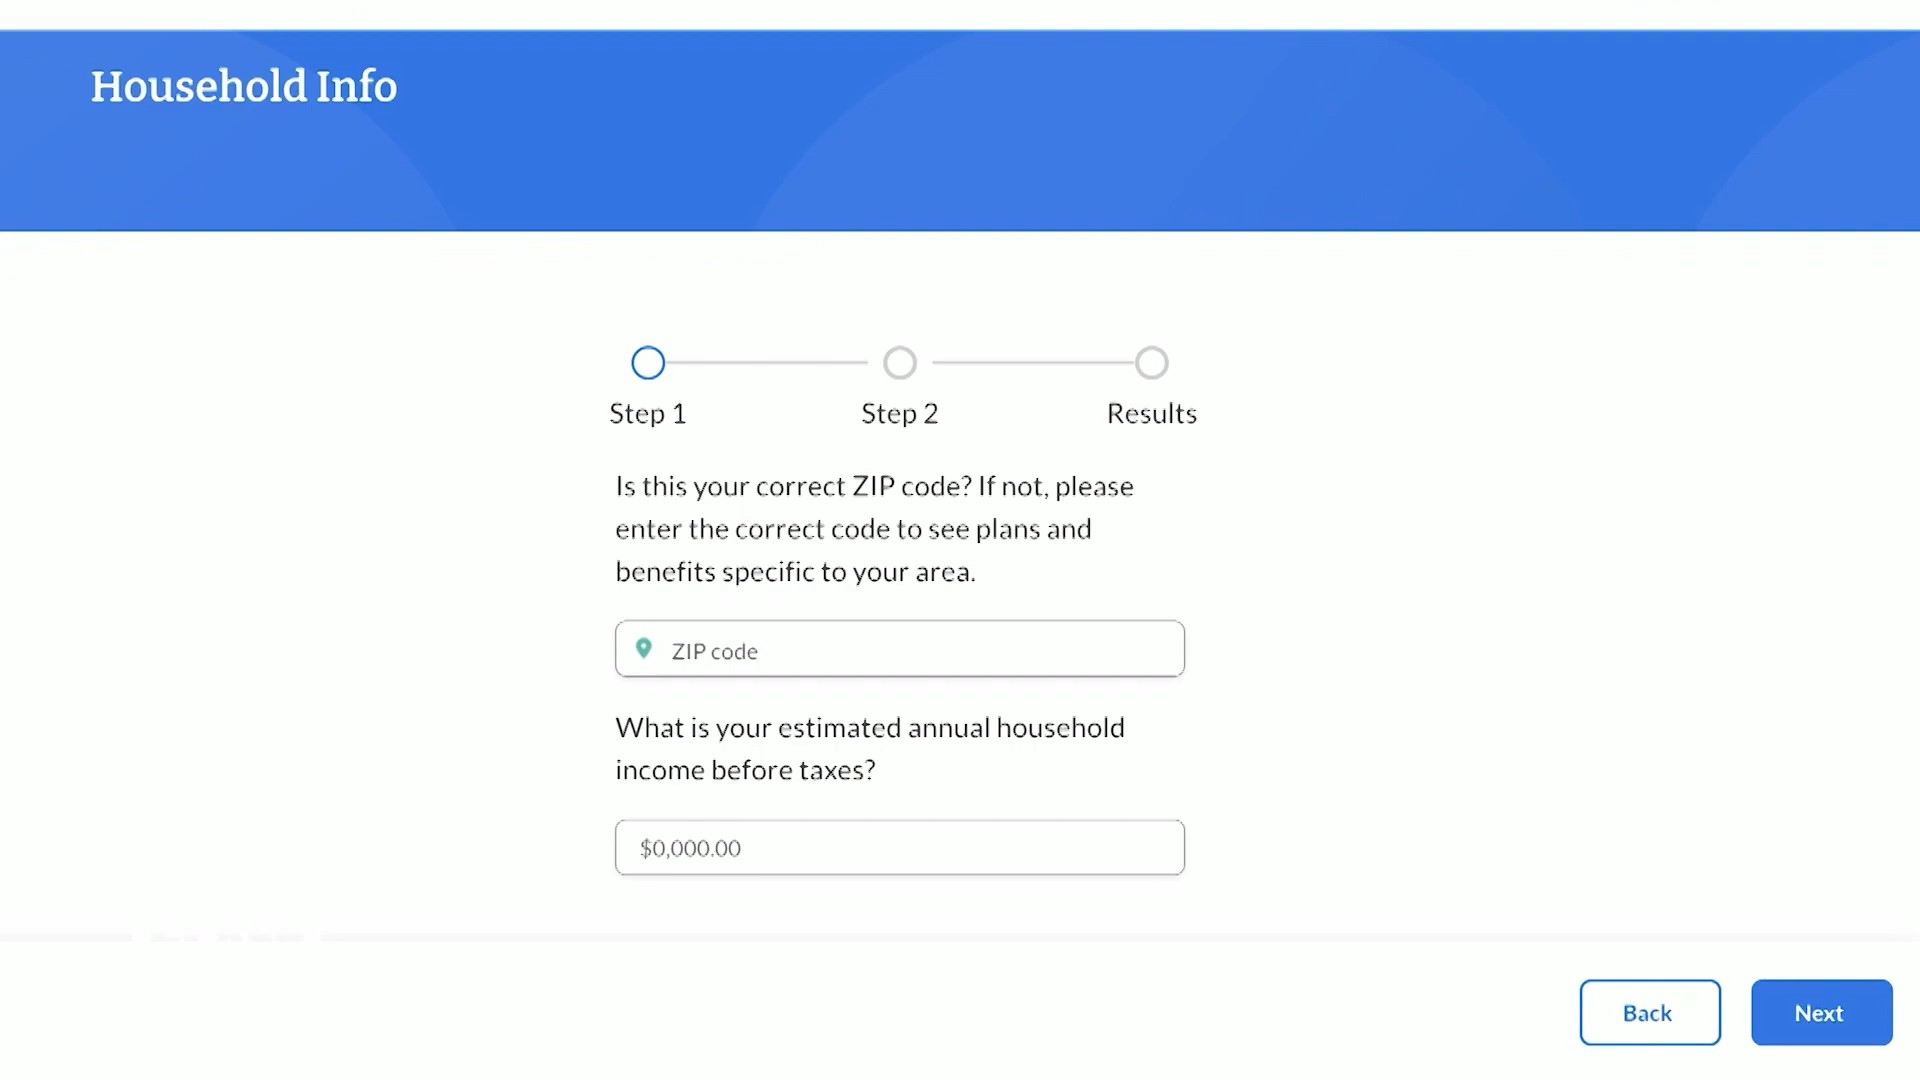 Household Info
Step 1
Step 2
Results
Is this your correct ZIP code? If not, please
enter the correct code to see plans and
benefits specific to your area.
ZIP code
What is your estimated annual household
income before taxes?
$0,000.00
Back
Next